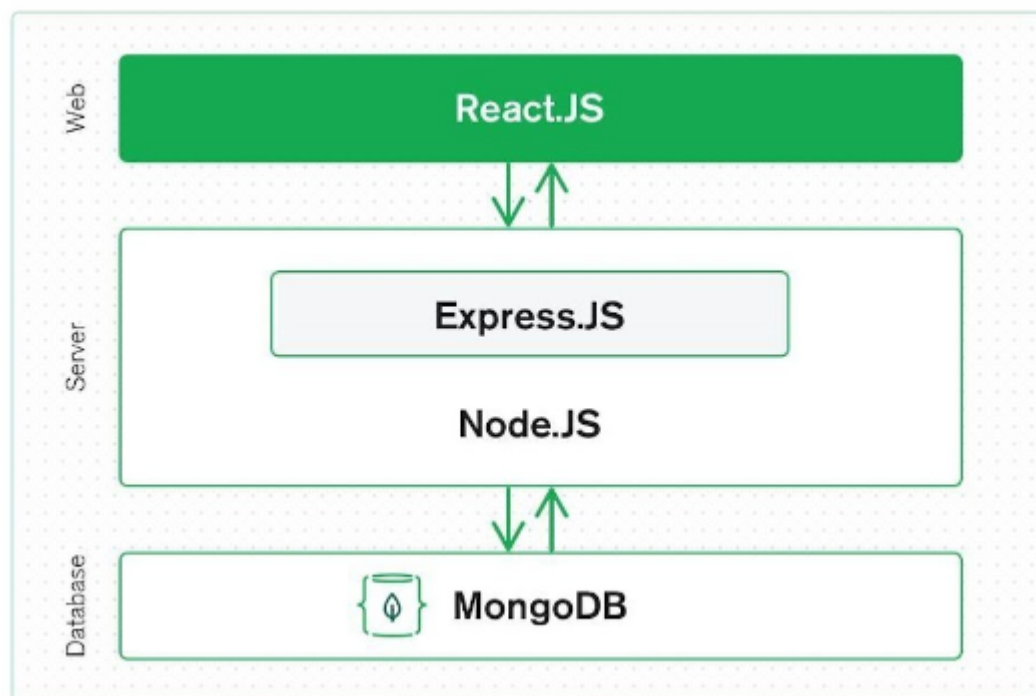 Web
React.JS
Server
Express.JS
Node.JS
Database
MongoDB